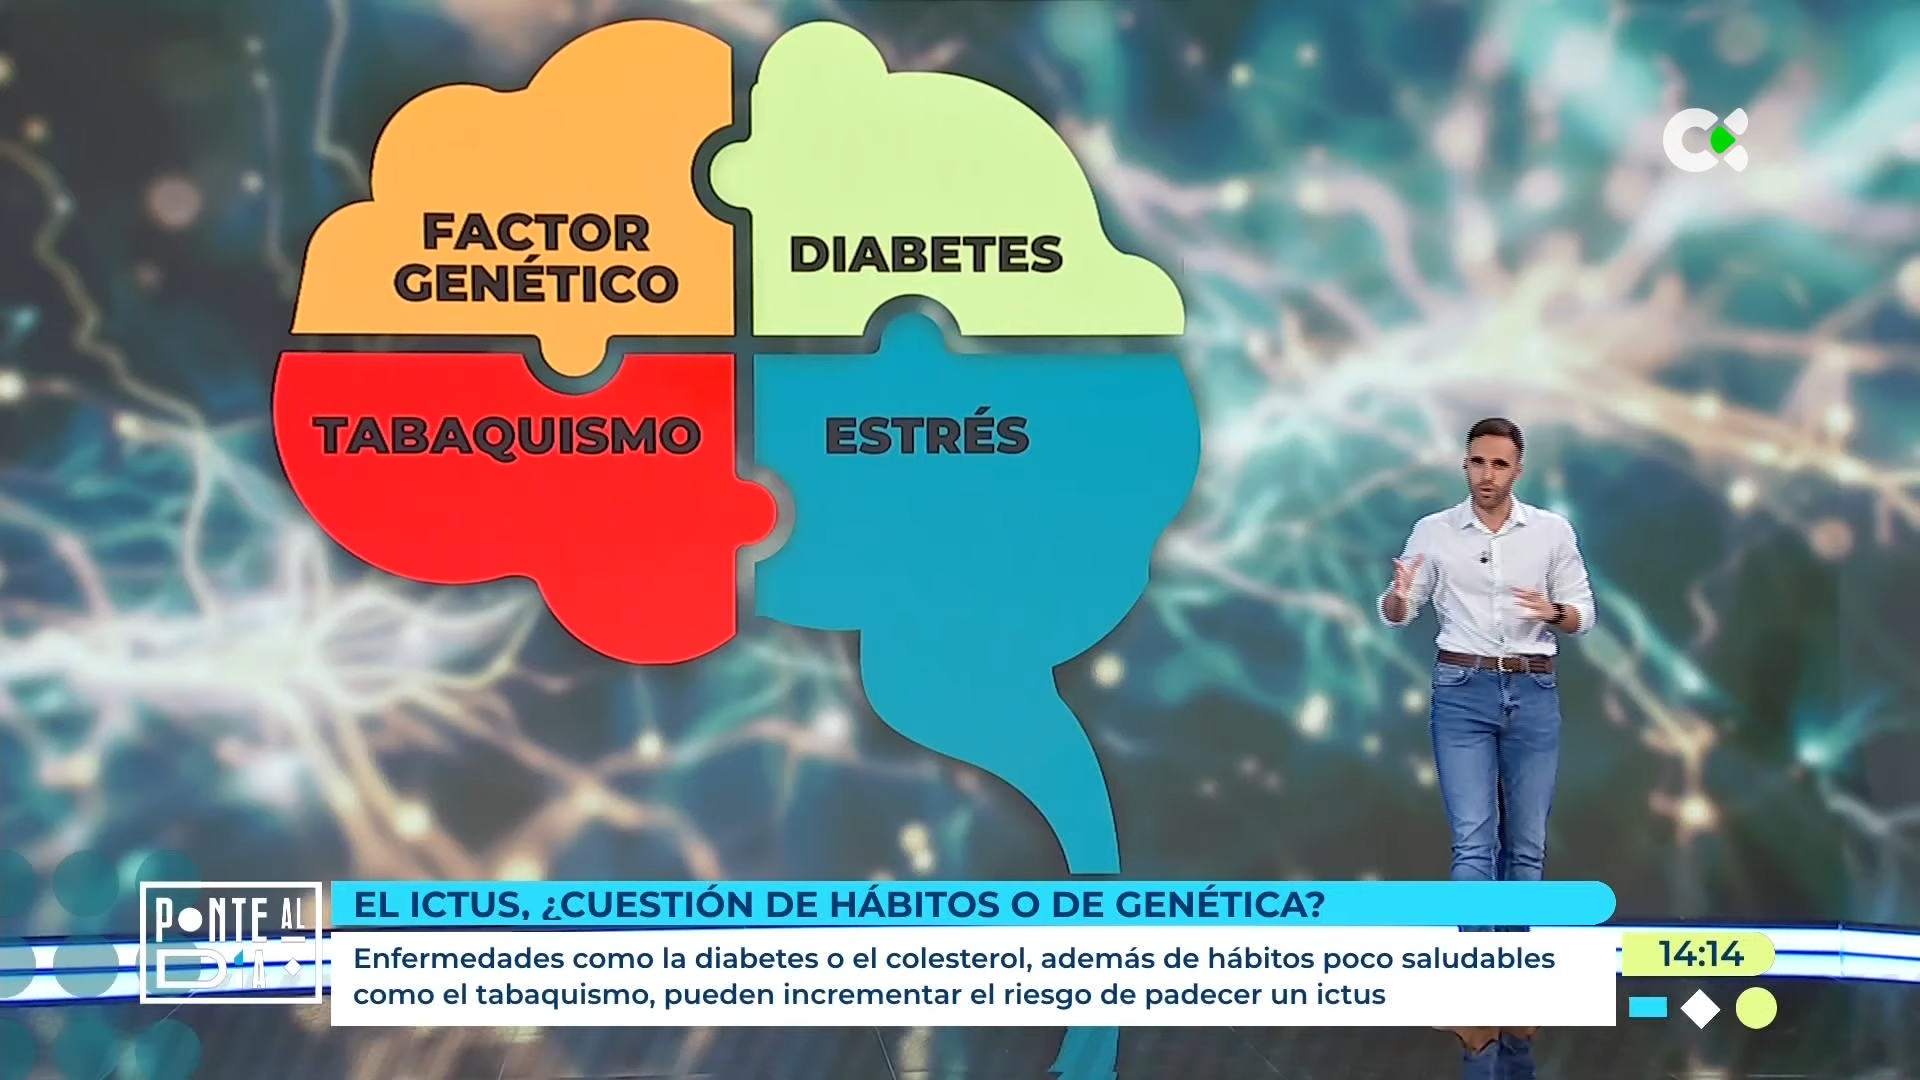 FACTOR
GENÉTICO
DIABETES
TABAQUISMO
ESTRÉS
PONTE AL
DÍA
EL ICTUS, ¿CUESTIÓN DE HÁBITOS O DE GENÉTICA?
Enfermedades como la diabetes o el colesterol, además de hábitos poco saludables
como el tabaquismo, pueden incrementar el riesgo de padecer un ictus
14:14